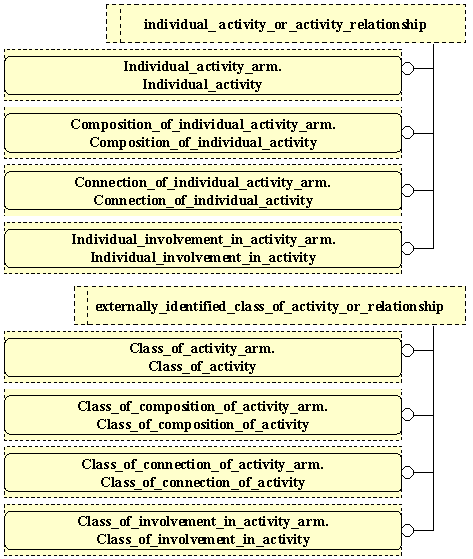 individual_ activity_or_activity_relationship
Individual_activity_arm.
Individual_activity
Composition_of_individual_activity_arm.
Composition_of_individual_activity
Connection_of_individual_activity_arm.
Connection_of_individual_activity
Individual_involvement_in_activity_arm.
Individual_involvement_in_activity
externally_identified_class_of_activity_or_relationship
Class_of_activity_arm.
Class_of_activity
Class_of_composition_of_activity_arm.
Class_of_composition_of_activity
Class_of_connection_of_activity_arm.
Class_of_connection_of_activity
Class_of_involvement_in_activity_arm.
Class_of_involvement_in_activity